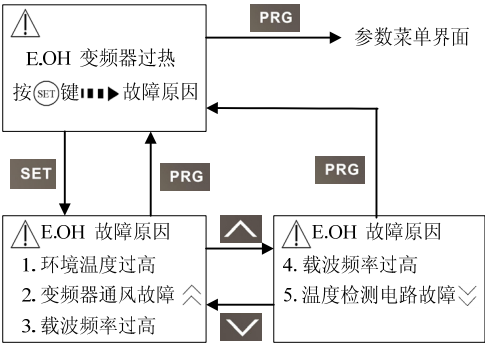 PRG
E.OH 变频器过热
参数菜单界面
按SET键 故障原因
SET
PRG
PRG
E.OH 故障原因
1. 环境温度过高
2. 变频器通风故障
3. 载波频率过高
E.OH 故障原因
4. 载波频率过高
5. 温度检测电路故障